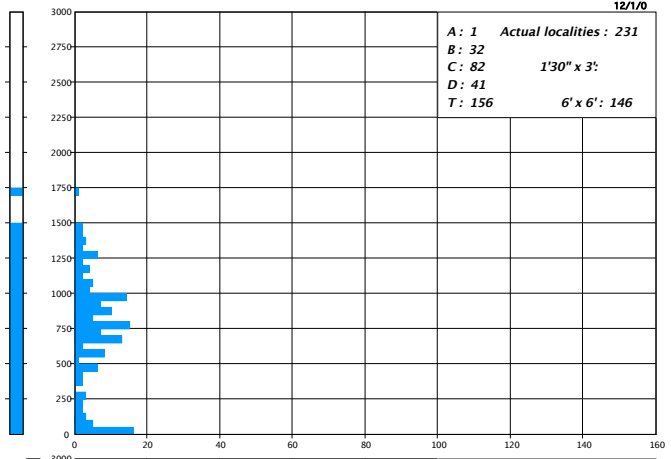 12/1/0
3000
A : 1 Actual localities : 231
B : 32
2750
C : 82 1'30" x 3':
D : 41
2500
T : 156 6' x 6' : 146
2250
2000
1750
1500
1250
1000
750
500
250
0
0 20 40 60 80 100 120 140 160
3000